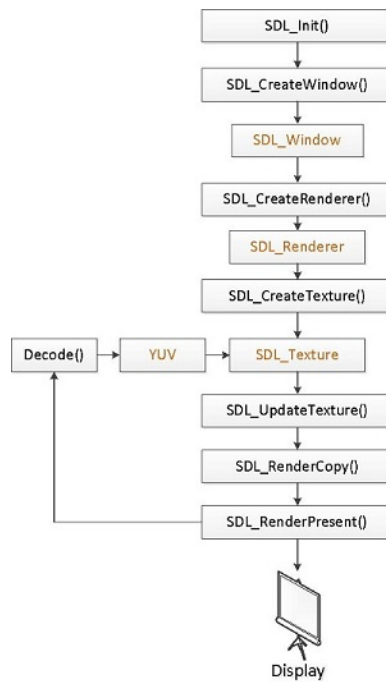 SDL_Init()
SDL_CreateWindow()
SDL_Window
SDL_CreateRenderer()
SDL_Renderer
SDL_CreateTexture()
Decode()
YUV
SDL_Texture
SDL_UpdateTexture()
SDL_RenderCopy()
SDL_RenderPresent()
Display